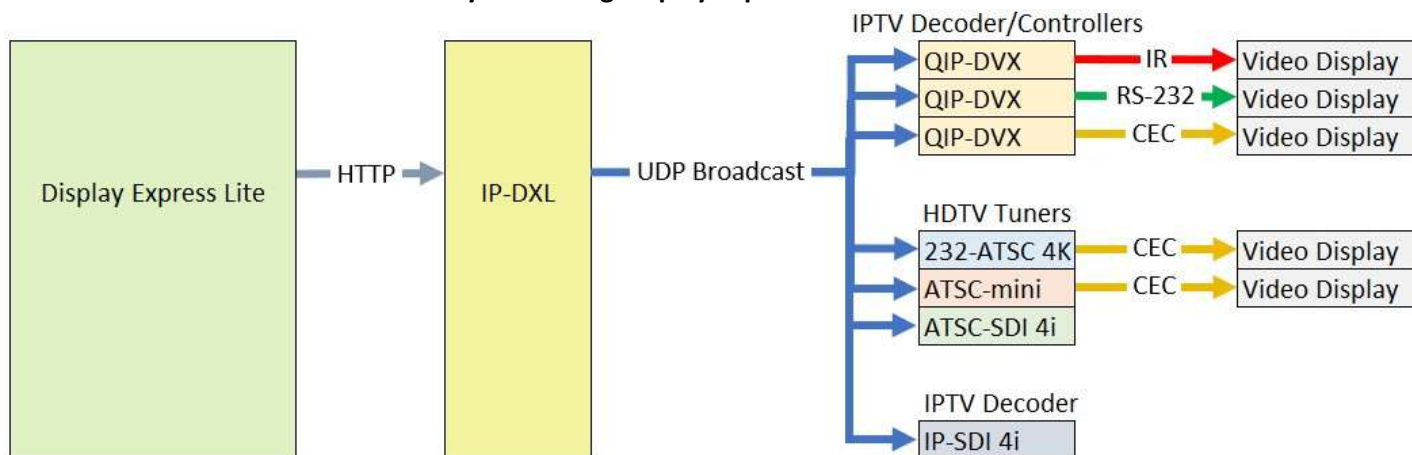 IPTV Decoder/Controllers
QIP-DVX IR Video Display
QIP-DVX RS-232 Video Display
QIP-DVX CEC Video Display
Display Express Lite HTTP IP-DXL UDP Broadcast
HDTV Tuners
232-ATSC 4K CEC Video Display
ATSC-mini CEC Video Display
ATSC-SDI 4i
IPTV Decoder
IP-SDI 4i